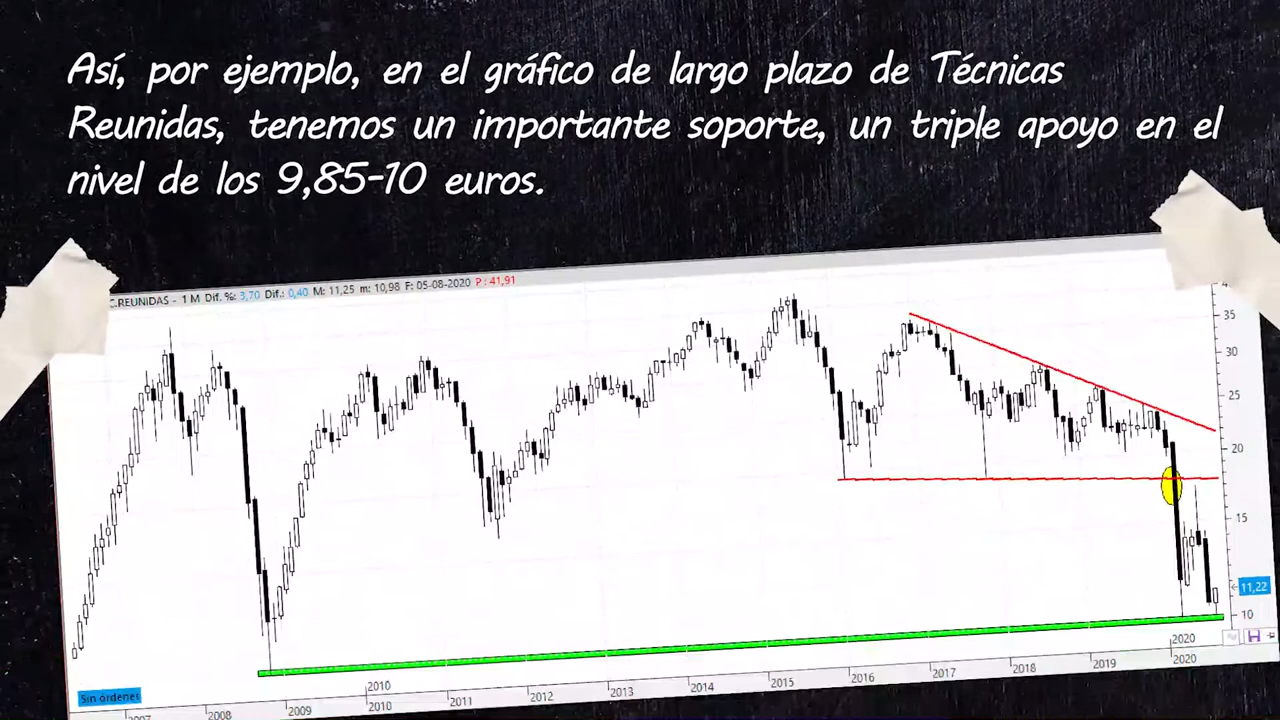 Así, por ejemplo, en el gráfico de largo plazo de Técnicas
Reunidas, tenemos un importante soporte, un triple apoyo en el
nivel de los 9,85-10 euros.
C.REUNIDAS - 1 M Dif. %: 3,70 Dif.: 0,40 M: 11,25 m: 10,98 F: 05-08-2020 P: 41,91
35
30
25
20
15
11,22
10
Sin órdenes
2010
2020
2007 2008 2009 2010 2011 2012 2013 2014 2015 2016 2017 2018 2019 2020